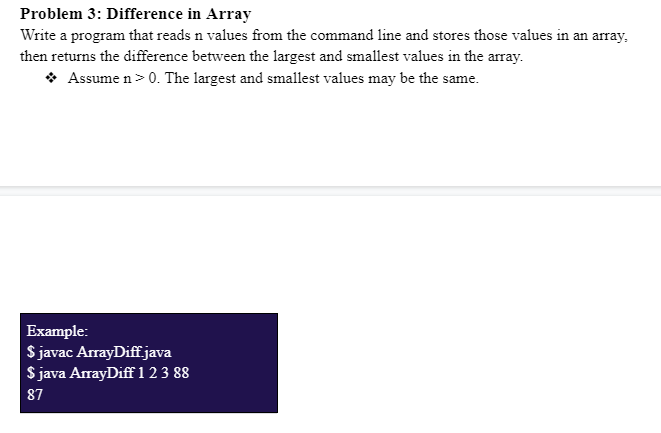 Problem 3: Difference in Array
Write a program that reads n values from the command line and stores those values in an array,
then returns the difference between the largest and smallest values in the array.
❖ Assume n > 0. The largest and smallest values may be the same.
Example:
$ javac ArrayDiff.java
$ java ArrayDiff 1 2 3 88
87